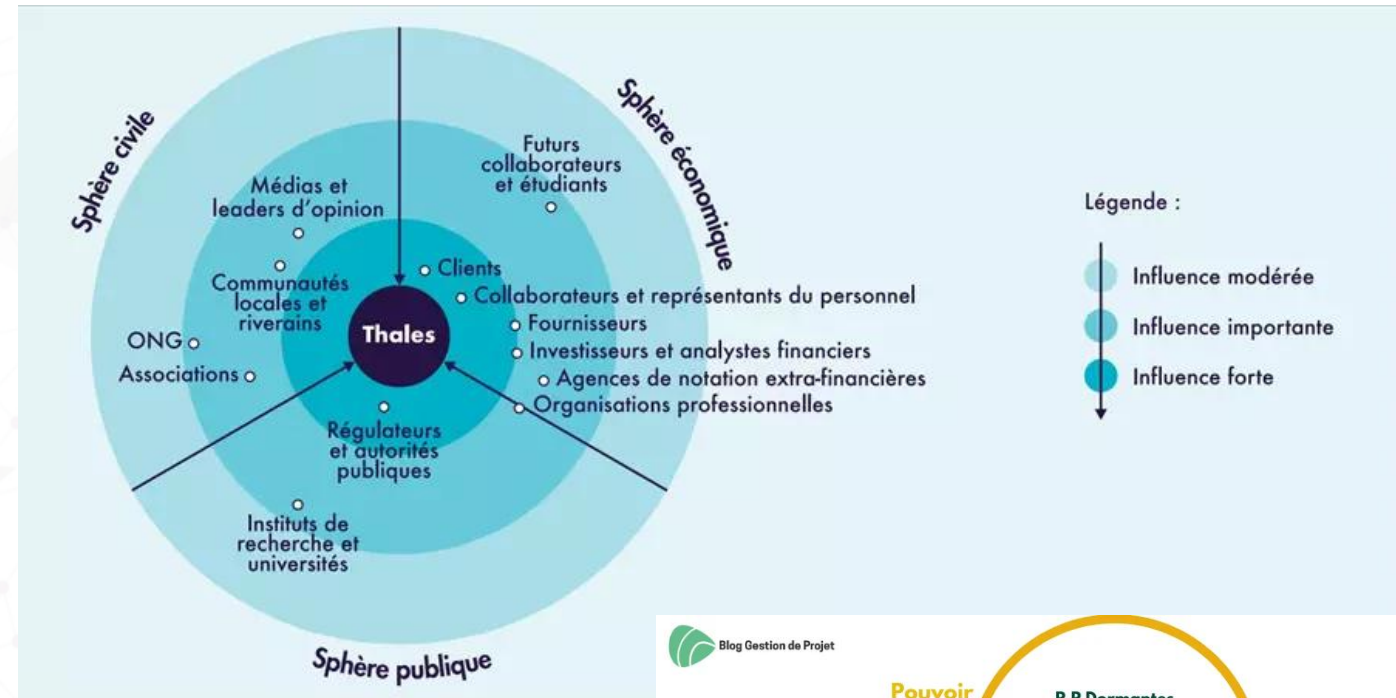 Sphère civile
Sphère économique
Futurs
collaborateurs
et étudiants
Médias et
leaders d'opinion
Clients
Communautés
locales et
riverains
Collaborateurs et représentants du personnel
Thales
Fournisseurs
ONG
Investisseurs et analystes financiers
Associations
Agences de notation extra-financières
Organisations professionnelles
Régulateurs
et autorités
publiques
Instituts de
recherche et
universités
Sphère publique
Légende :
Influence modérée
Influence importante
Influence forte
Blog Gestion de Projet
Pouvoir
P.P Dormantes